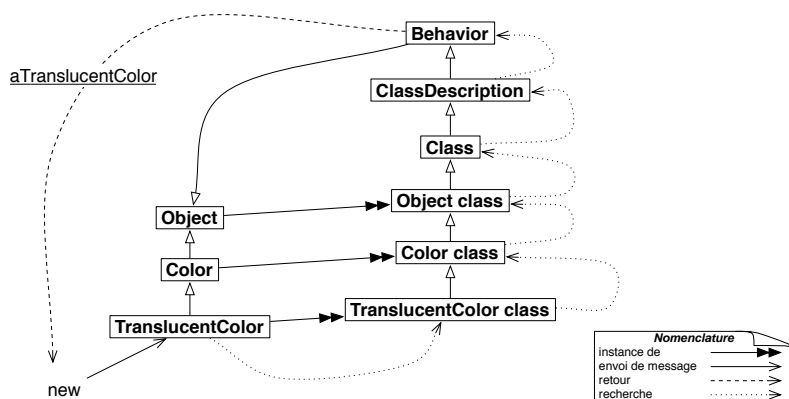 Behavior
aTranslucentColor
ClassDescription
Class
Object class
Object
Color class
Color
TranslucentColor class
TranslucentColor
new
Nomenclature
instance de
envoi de message
retour
recherche